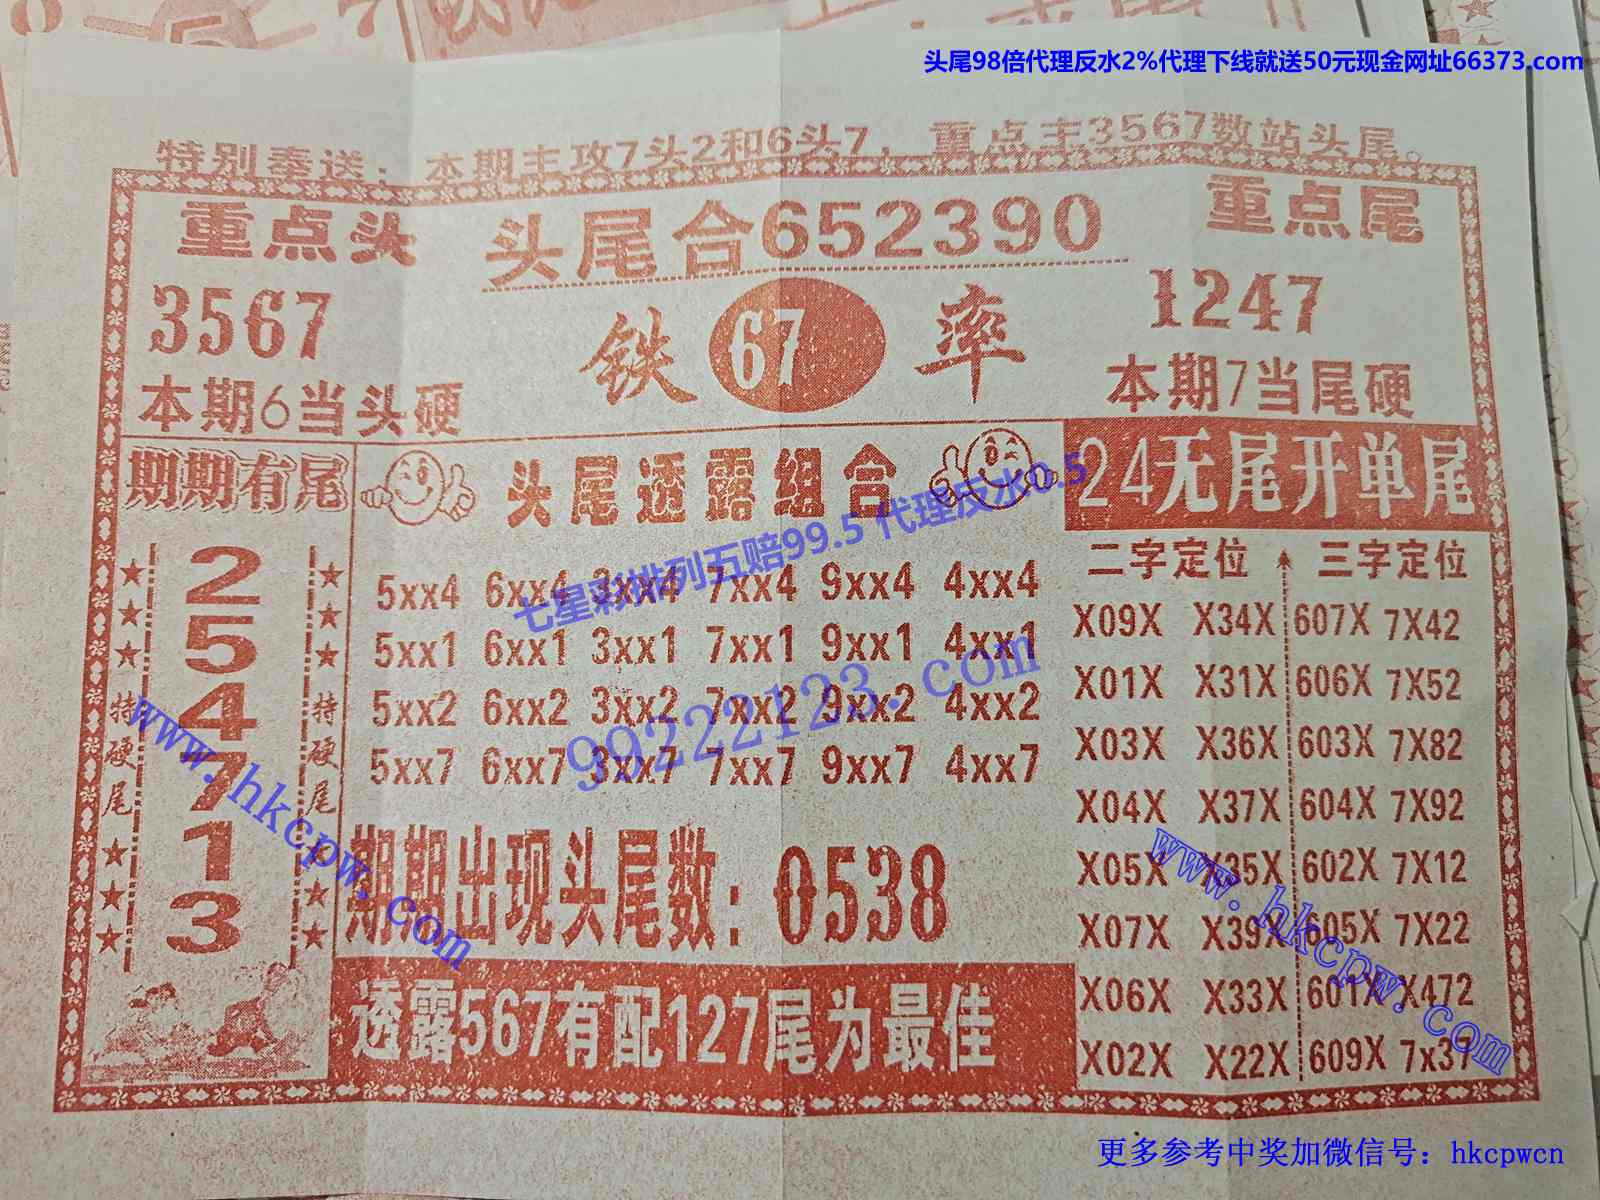 头尾98倍代理反水2%代理下线就送50元现金网址66373.com
特别奉送：本期主攻7头2和6头7，重点主3567数站头尾。
重点头
头尾合652390
重点尾
3567
铁 67 率
1247
本期6当头硬
本期7当尾硬
期期有尾
头尾透露组合
24无尾开单尾
七星彩排列五赔99.5 代理反水0.5
2
5
4
7
1
3
特硬尾
特硬尾
5xx4 6xx4 3xx4 7xx4 9xx4 4xx4
5xx1 6xx1 3xx1 7xx1 9xx1 4xx1
5xx2 6xx2 3xx2 7xx2 9xx2 4xx2
5xx7 6xx7 3xx7 7xx7 9xx7 4xx7
99222123.com
二字定位 三字定位
X09X X34X 607X 7X42
X01X X31X 606X 7X52
X03X X36X 603X 7X82
X04X X37X 604X 7X92
X05X X35X 602X 7X12
X07X X39X 605X 7X22
X06X X33X 601X X472
X02X X22X 609X 7x37
期期出现头尾数：0538
透露567有配127尾为最佳
www.hkcpw.com
www.hkcpw.com
更多参考中奖加微信号：hkcpwcn